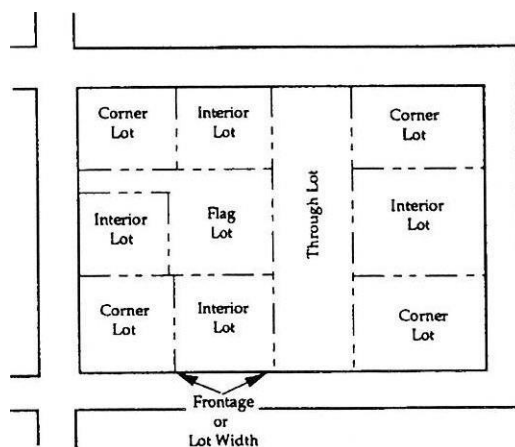 Corner
Lot
Interior
Lot
Through Lot
Corner
Lot
Interior
Lot
Flag
Lot
Interior
Lot
Corner
Lot
Interior
Lot
Corner
Lot
Frontage
or
Lot Width